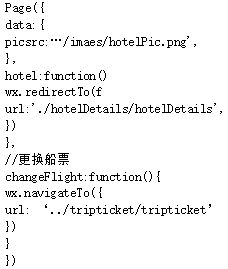 Page({
data: {
picsrc:…/imaes/hotelPic.png',
},
hotel:function()
wx.redirectTo(f
url:'./hotelDetails/hotelDetails',
})
},
//更换船票
changeFlight:function(){
wx.navigateTo({
url: ‘../tripticket/tripticket’
})
}
})